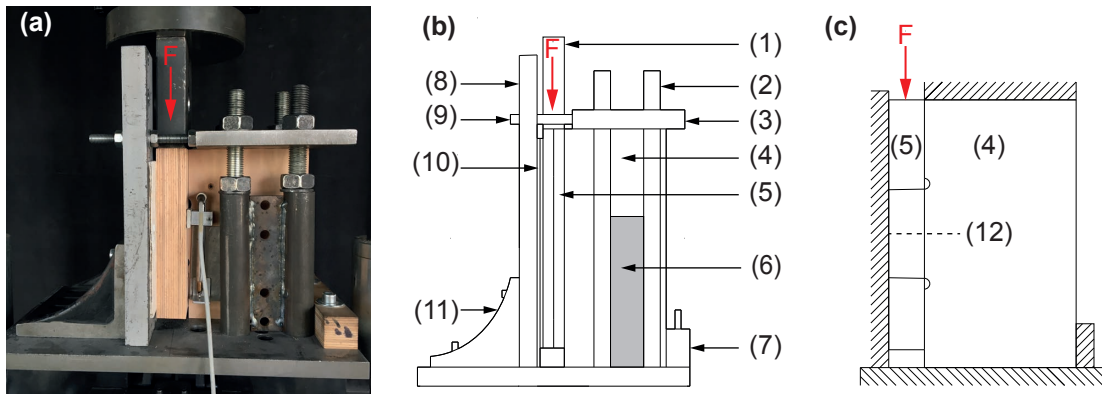 (a)
F
(b)
F
(1)
(2)
(3)
(4)
(5)
(6)
(7)
(8)
(9)
(10)
(11)
(c)
F
(5)
(4)
(12)